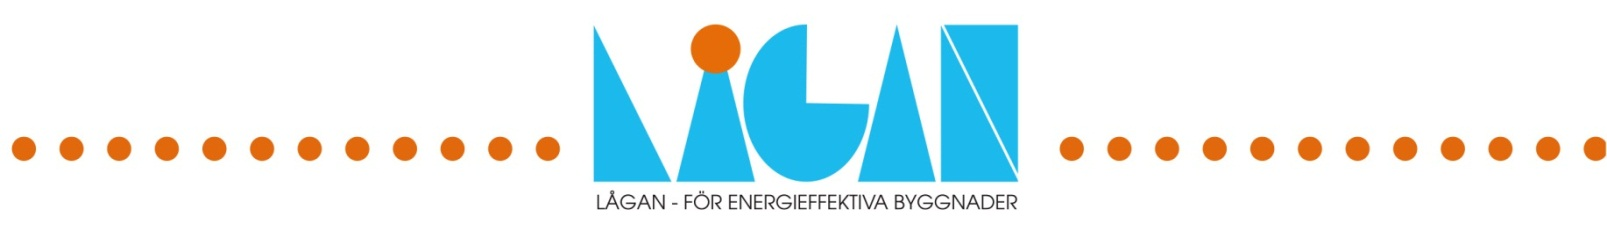 LÅGAN
LÅGAN - FÖR ENERGIEFFEKTIVA BYGGNADER